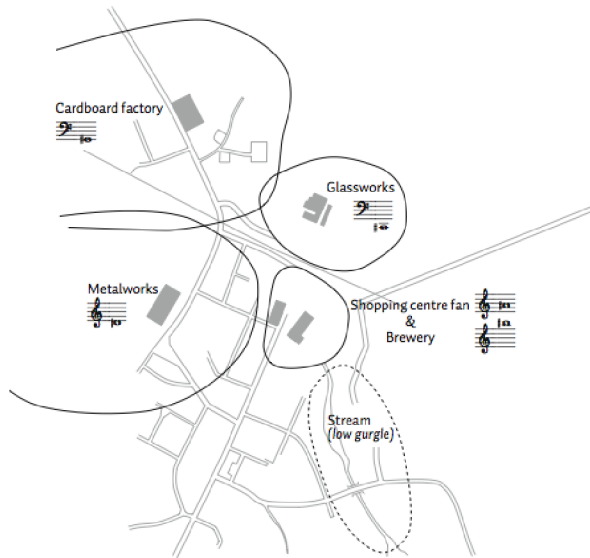 Cardboard factory
Glassworks
Metalworks
Shopping centre fan
&
Brewery
Stream
(low gurgle)